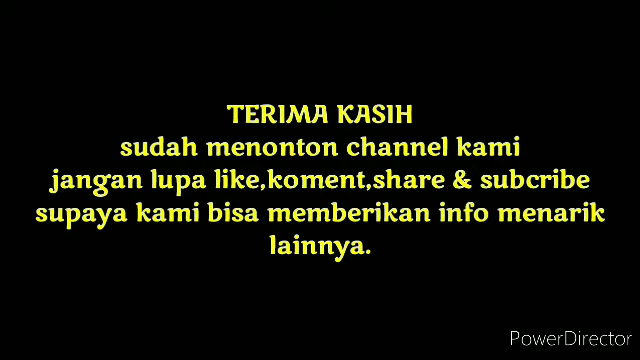 TERIMA KASIH
sudah menonton channel kami
jangan lupa like,koment,share & subcribe
supaya kami bisa memberikan info menarik
lainnya.
PowerDirector